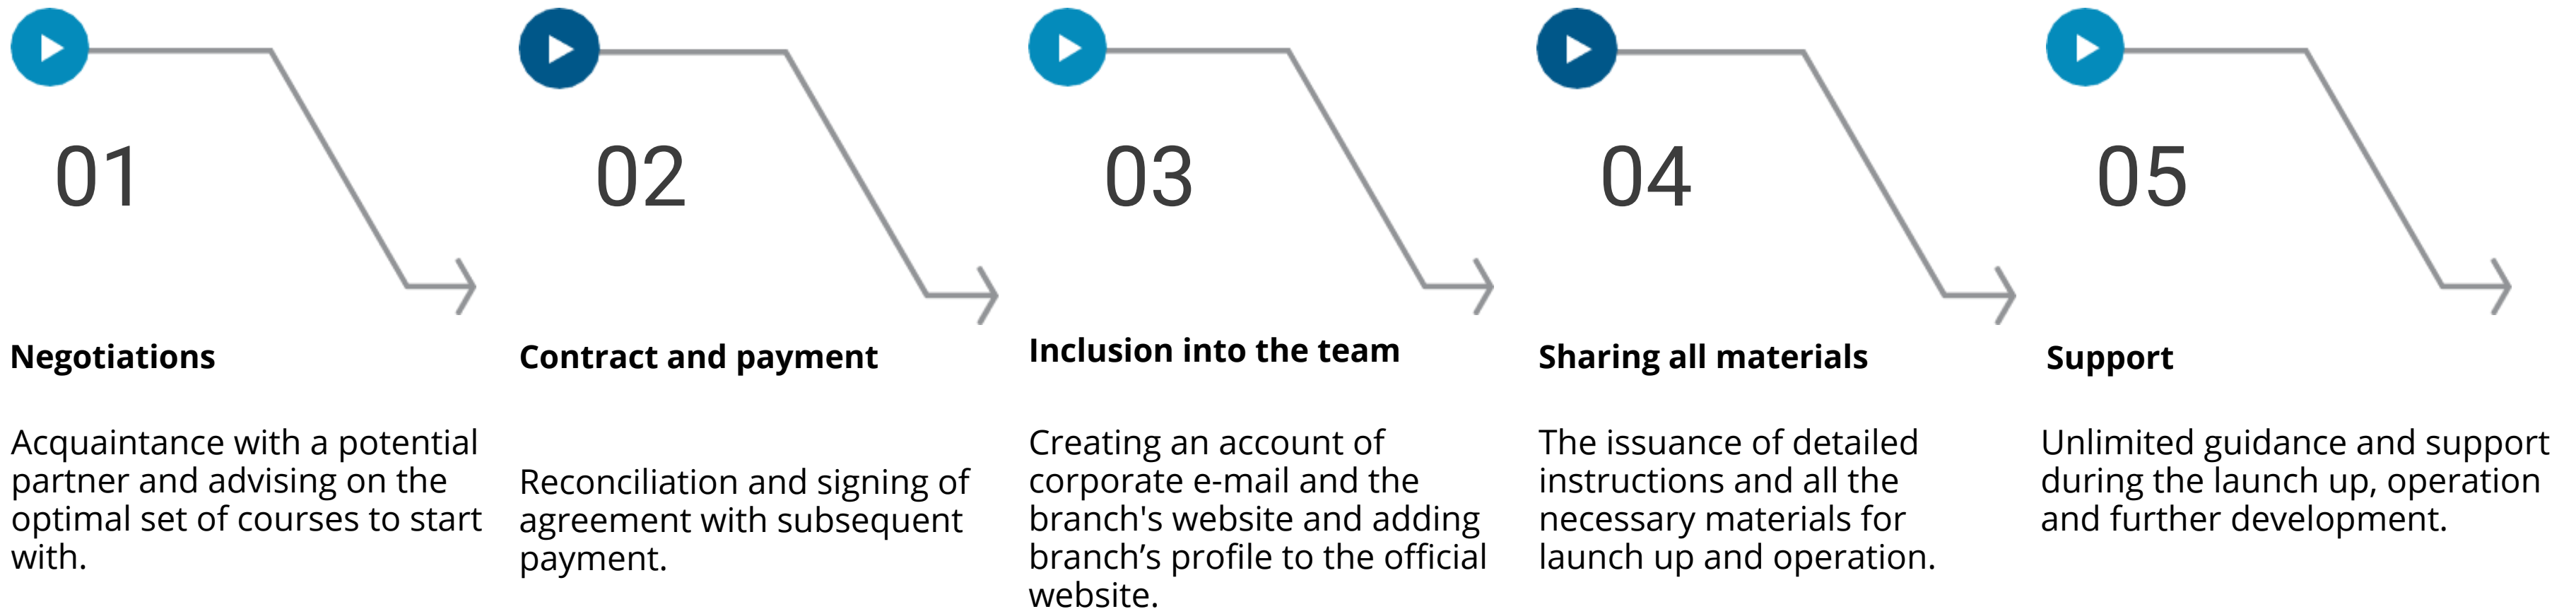 01
Negotiations
Acquaintance with a potential
partner and advising on the
optimal set of courses to start
with.
02
Contract and payment
Reconciliation and signing of
agreement with subsequent
payment.
03
Inclusion into the team
Creating an account of
corporate e-mail and the
branch's website and adding
branch’s profile to the official
website.
04
Sharing all materials
The issuance of detailed
instructions and all the
necessary materials for
launch up and operation.
05
Support
Unlimited guidance and support
during the launch up, operation
and further development.